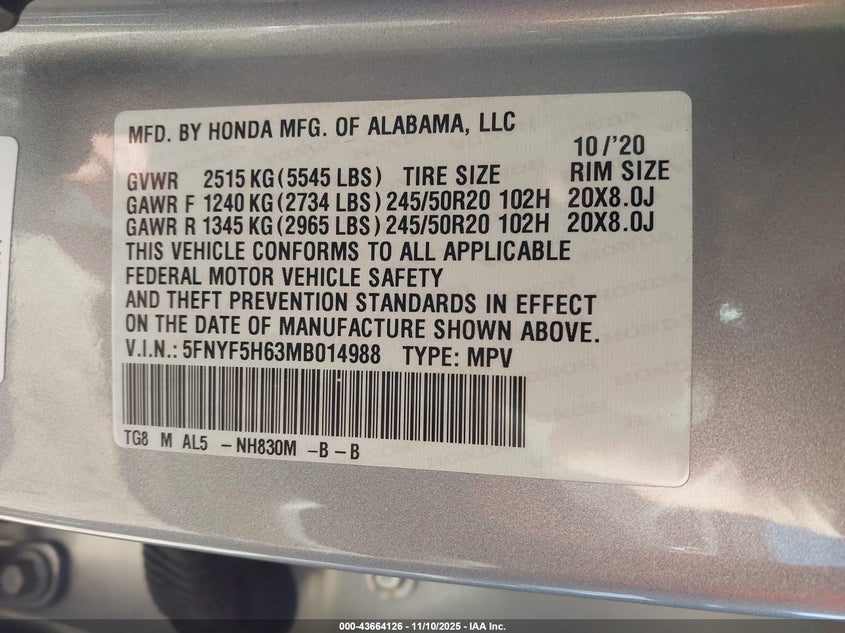 MFD. BY HONDA MFG. OF ALABAMA, LLC
10/'20
GVWR 2515 KG (5545 LBS) TIRE SIZE RIM SIZE
GAWR F 1240 KG (2734 LBS) 245/50R20 102H 20X8.0J
GAWR R 1345 KG (2965 LBS) 245/50R20 102H 20X8.0J
THIS VEHICLE CONFORMS TO ALL APPLICABLE
FEDERAL MOTOR VEHICLE SAFETY
AND THEFT PREVENTION STANDARDS IN EFFECT
ON THE DATE OF MANUFACTURE SHOWN ABOVE.
V.I.N.: 5FNYF5H63MB014988 TYPE: MPV
TG8 M AL5 -NH830M -B-B
000-43664126 - 11/10/2025 - IAA Inc.